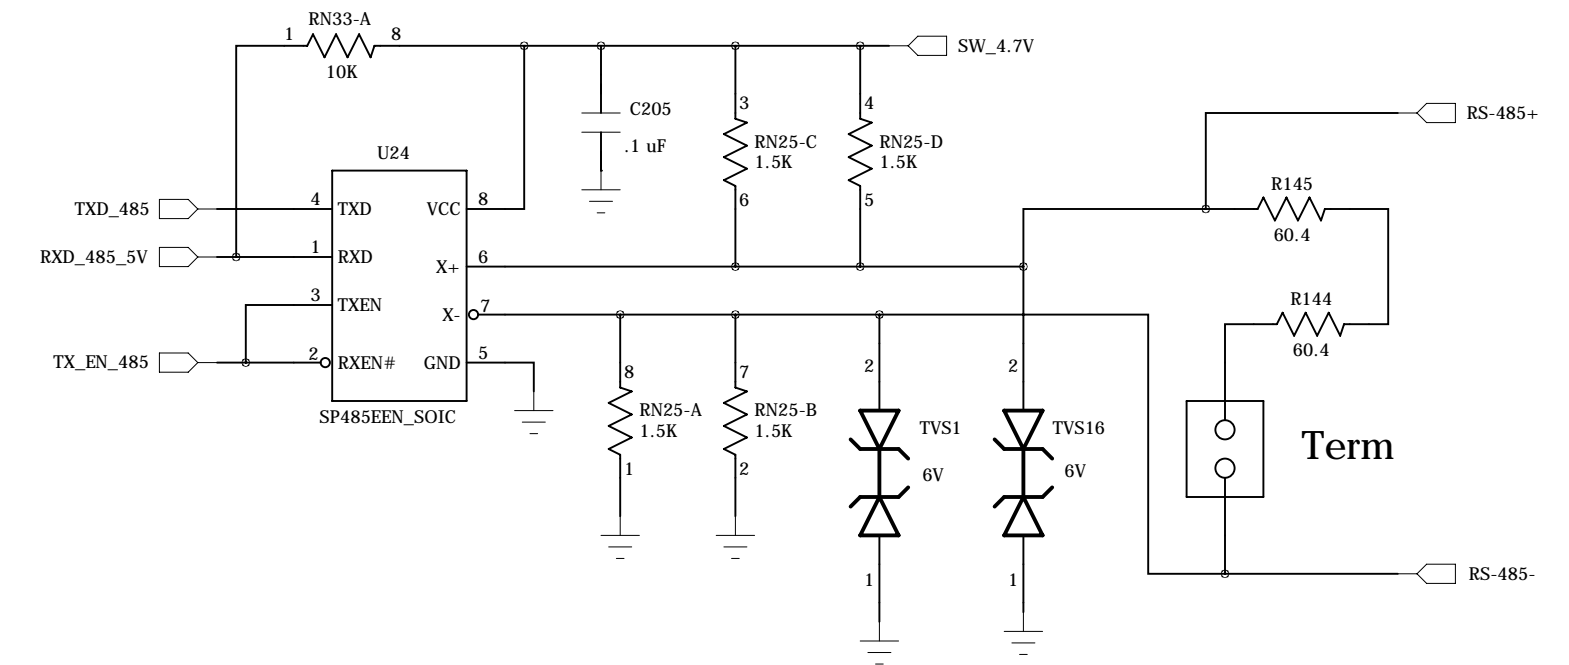 RN33-A
1 8
10K
SW_4.7V
C205
.1 uF
3
RN25-C
1.5K
6
4
RN25-D
1.5K
5
RS-485+
R145
60.4
R144
60.4
U24
TXD_485
4 TXD
VCC 8
RXD_485_5V
1 RXD
X+ 6
3 TXEN
X- 7
TX_EN_485
2 RXEN#
GND 5
SP485EEN_SOIC
8
RN25-A
1.5K
1
7
RN25-B
1.5K
2
2
TVS1
6V
1
2
TVS16
6V
1
Term
RS-485-